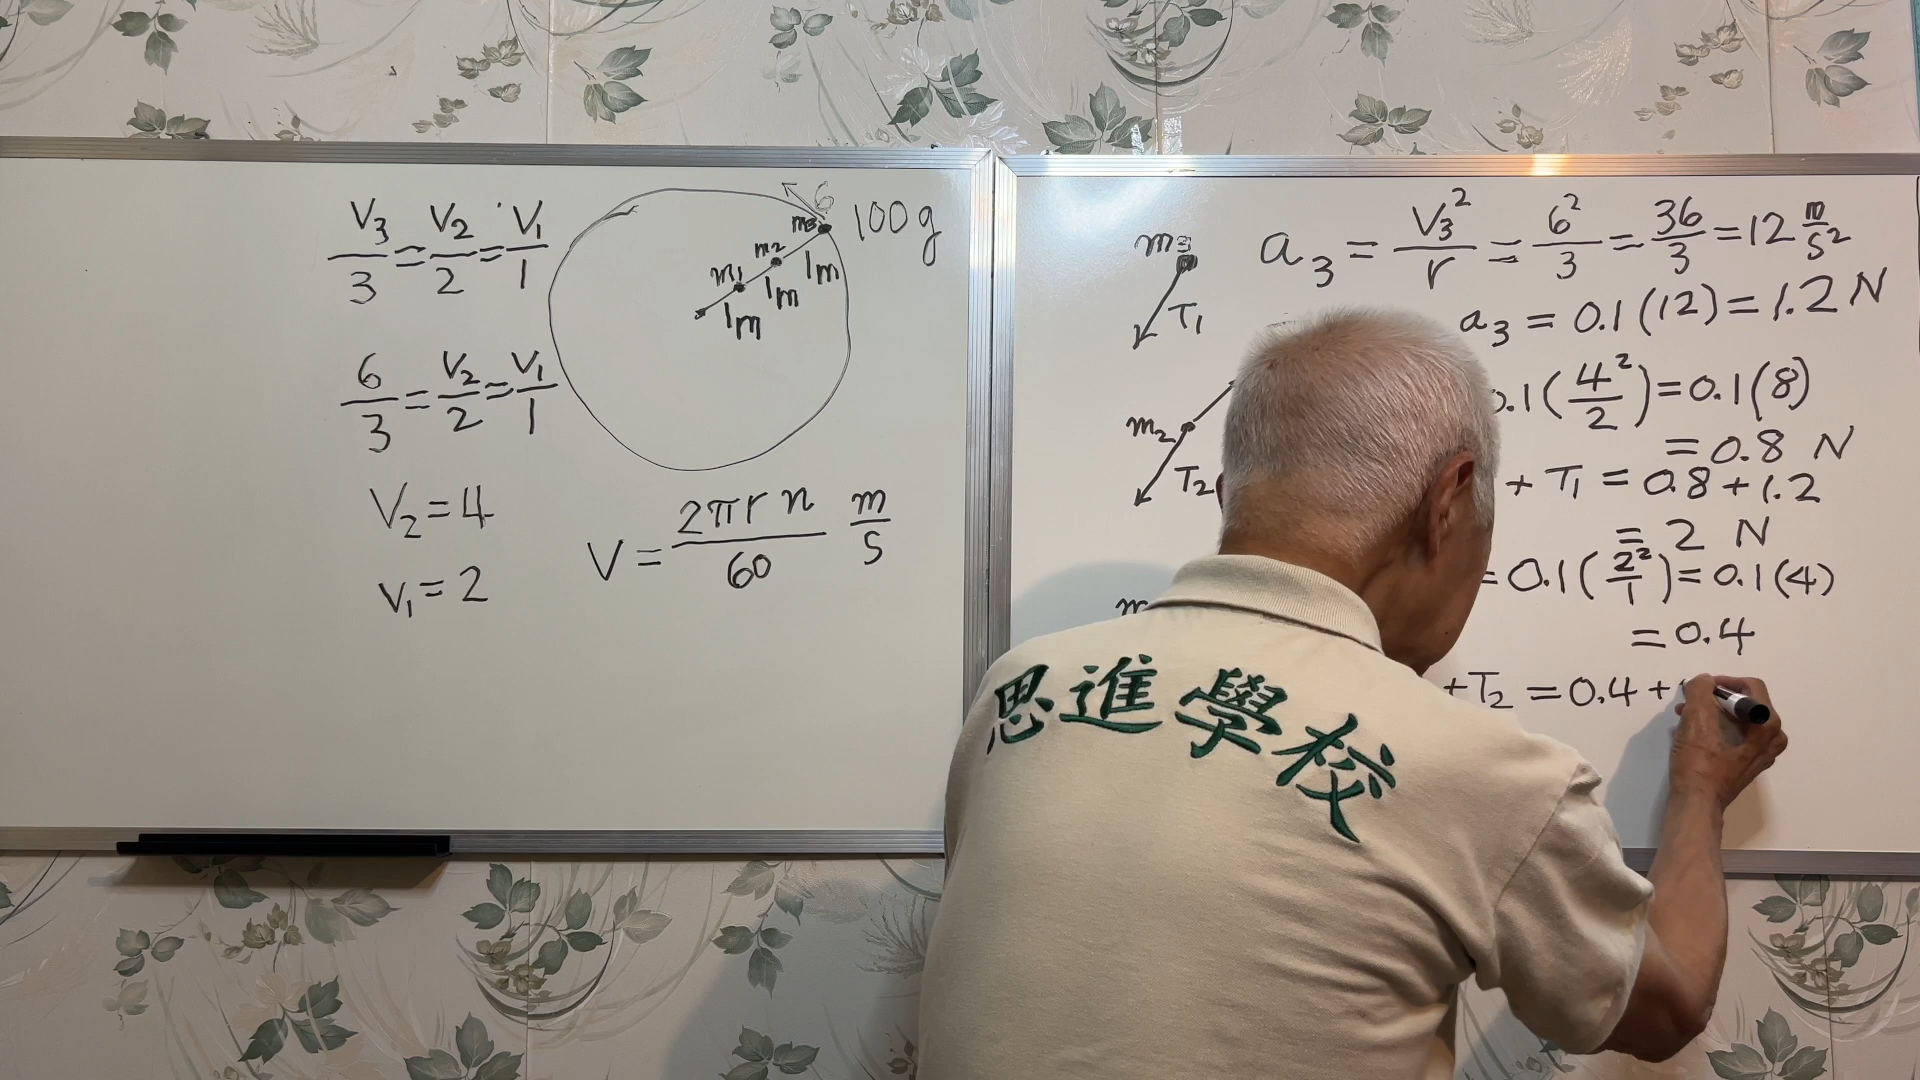 V₃/3 = V₂/2 = V₁/1
6/3 = V₂/2 = V₁/1
V₂ = 4
V₁ = 2
6
m₃
100g
m₂
m₁
1m
1m
1m
V = 2πrn/60 m/s
m₃
T₁
a₃ = V₃²/r = 6²/3 = 36/3 = 12 m/s²
a₃ = 0.1(12) = 1.2 N
m₂
T₂
0.1(4²/2) = 0.1(8)
= 0.8 N
+ T₁ = 0.8 + 1.2
= 2 N
= 0.1(2²/1) = 0.1(4)
= 0.4
+T₂ = 0.4 +
思進學校